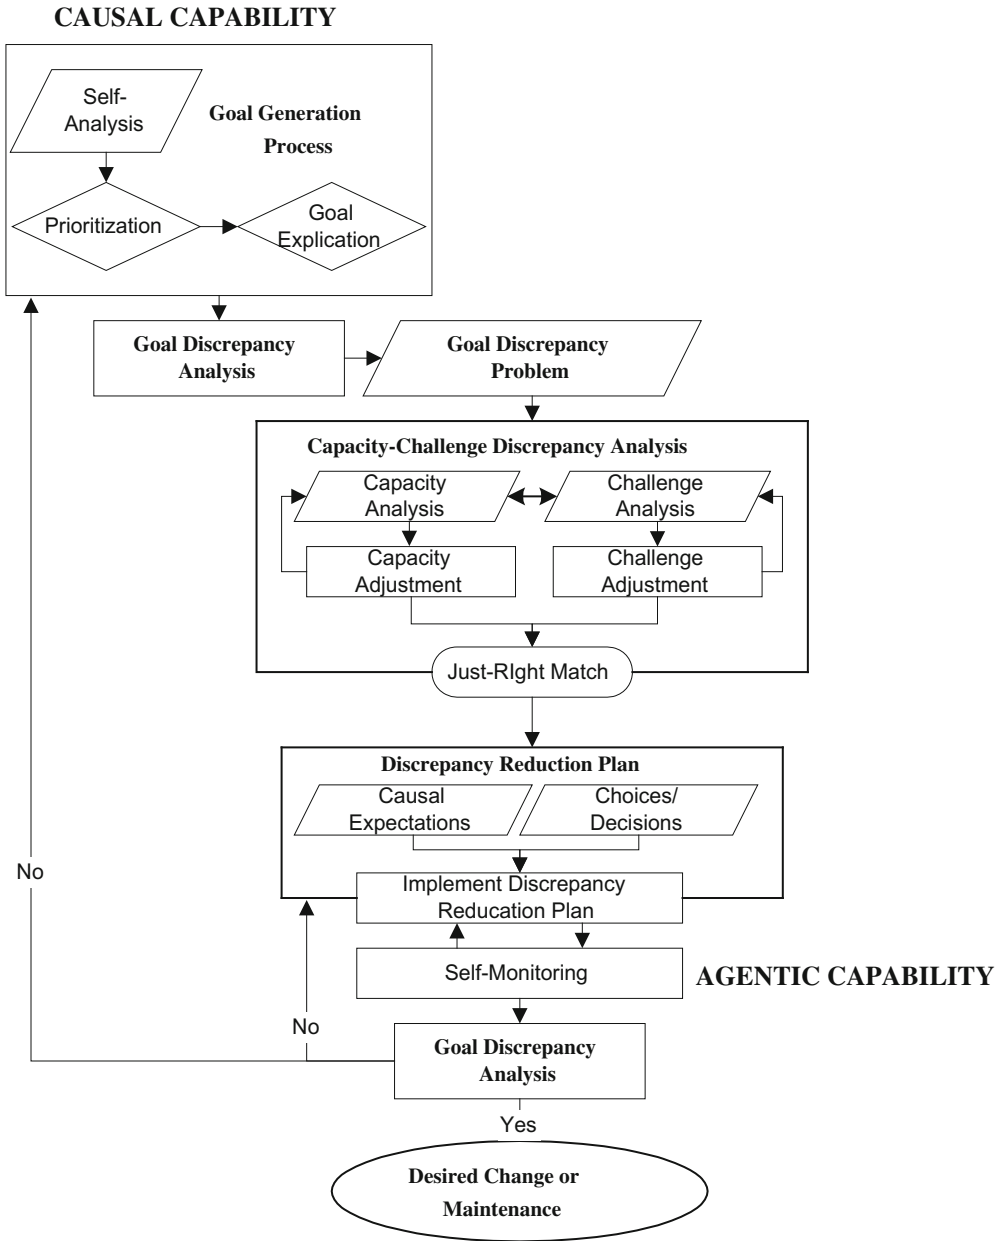 CAUSAL CAPABILITY
Self-
Analysis
Goal Generation
Process
Prioritization
Goal
Explication
Goal Discrepancy
Analysis
Goal Discrepancy
Problem
Capacity-Challenge Discrepancy Analysis
Capacity
Analysis
Challenge
Analysis
Capacity
Adjustment
Challenge
Adjustment
Just-RIght Match
Discrepancy Reduction Plan
Causal
Expectations
Choices/
Decisions
No
Implement Discrepancy
Reducation Plan
Self-Monitoring
AGENTIC CAPABILITY
No
Goal Discrepancy
Analysis
Yes
Desired Change or
Maintenance